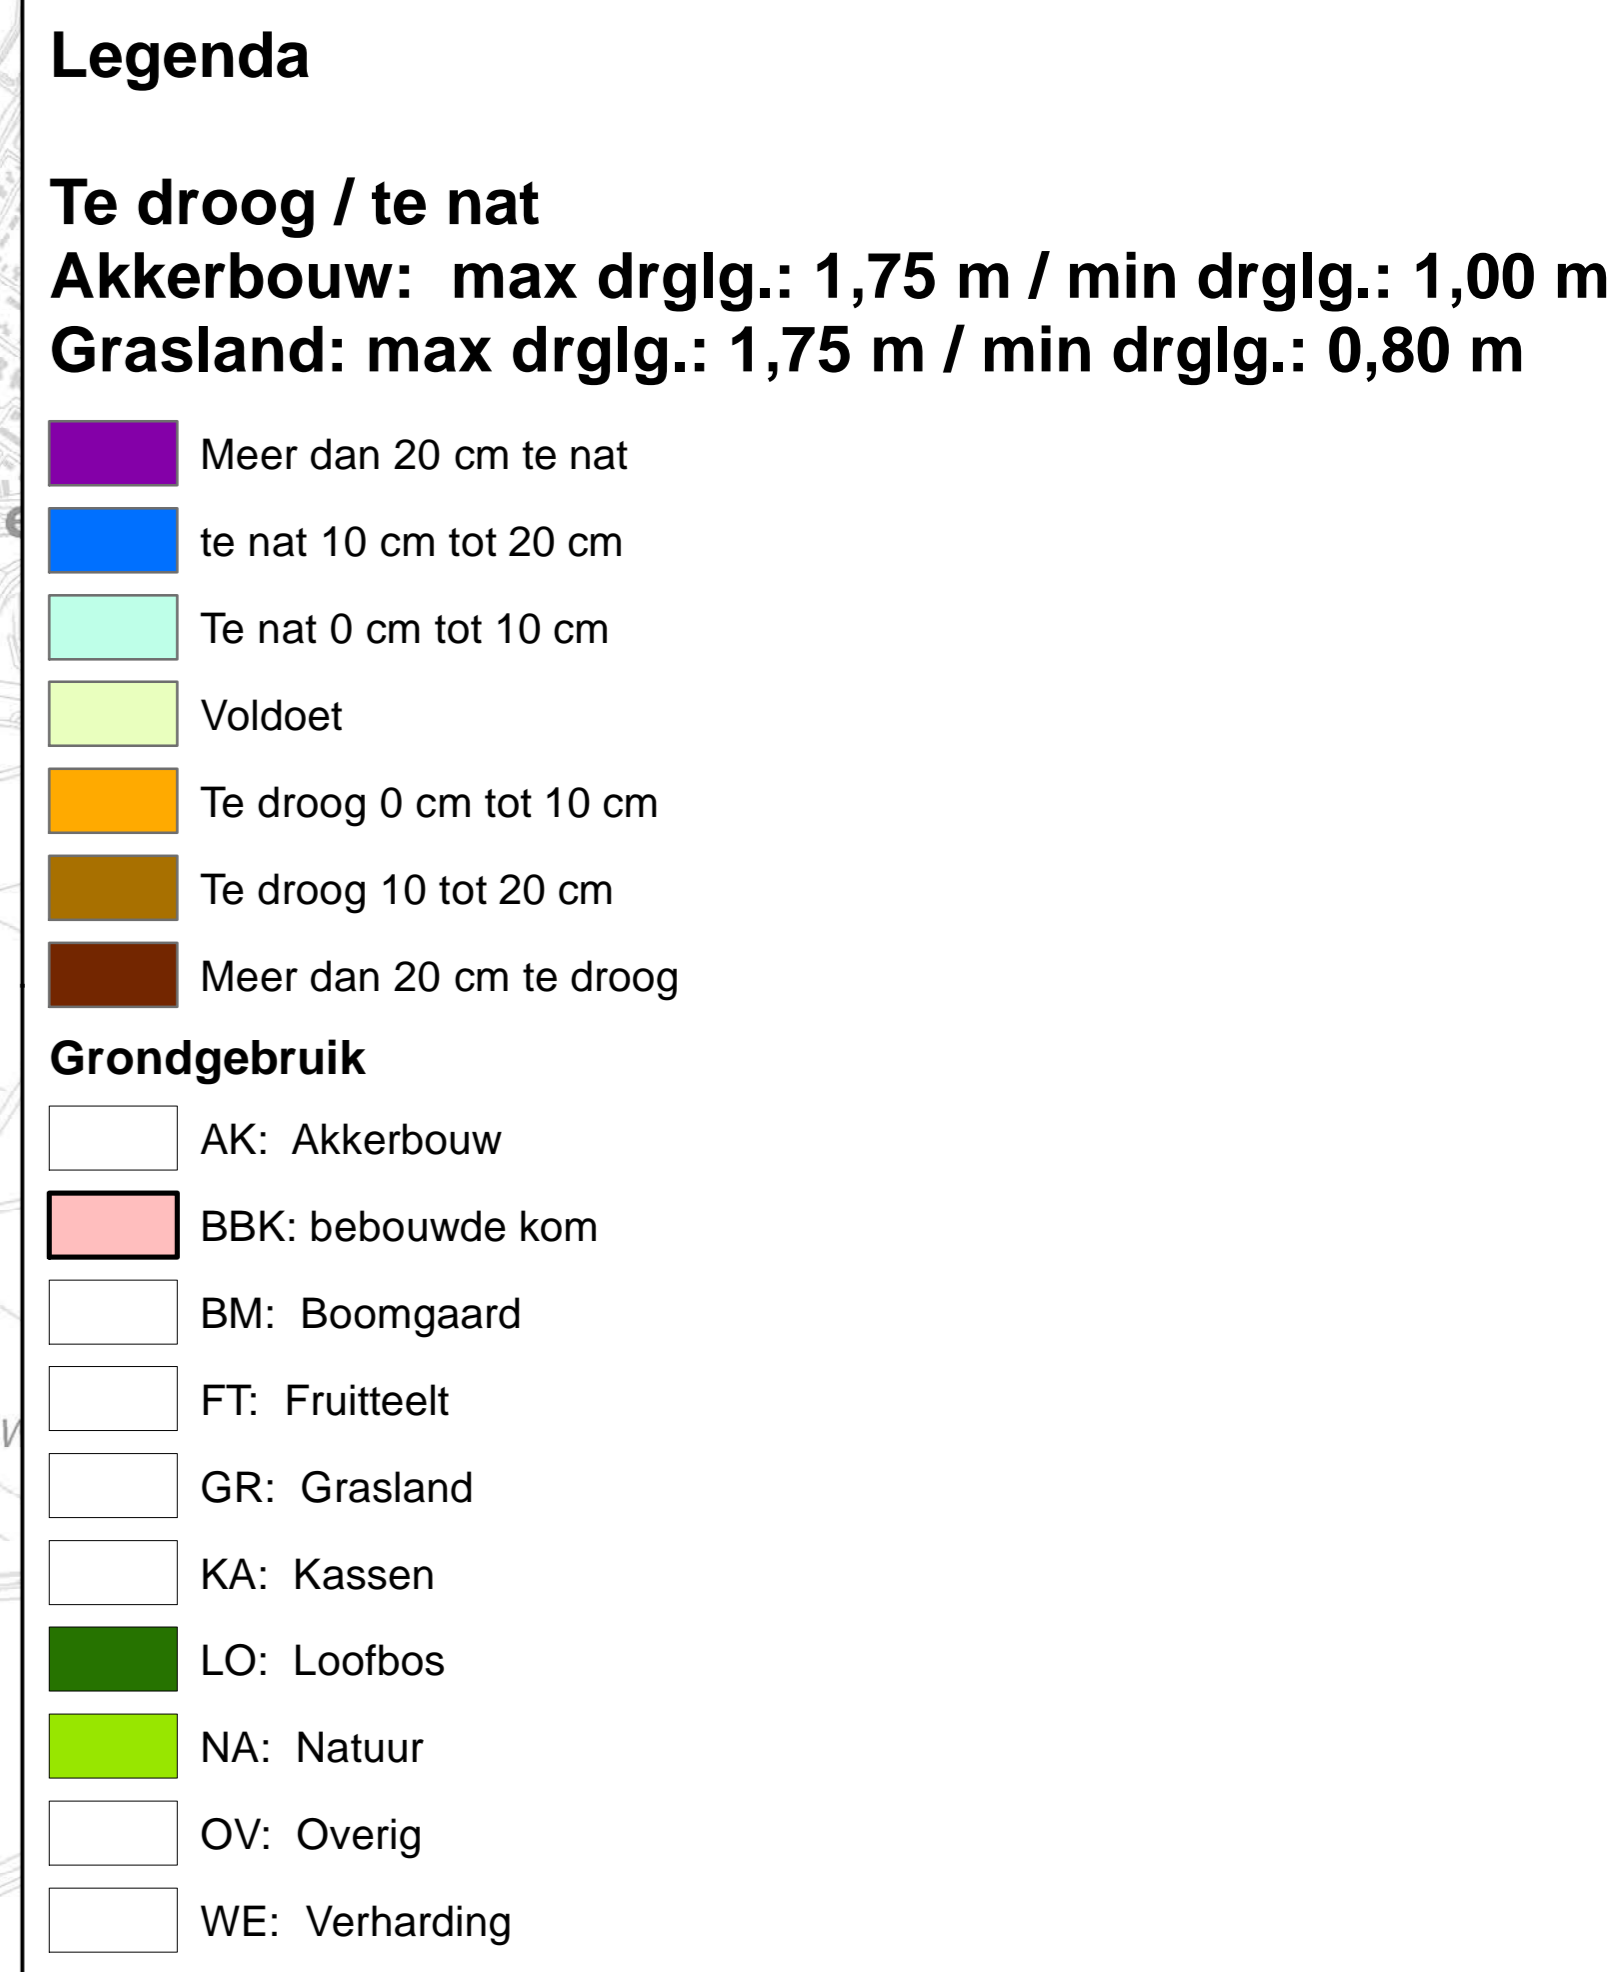 Legenda
Te droog / te nat
Akkerbouw: max drglg.: 1,75 m / min drglg.: 1,00 m
Grasland: max drglg.: 1,75 m / min drglg.: 0,80 m
Meer dan 20 cm te nat
te nat 10 cm tot 20 cm
Te nat 0 cm tot 10 cm
Voldoet
Te droog 0 cm tot 10 cm
Te droog 10 tot 20 cm
Meer dan 20 cm te droog
Grondgebruik
AK: Akkerbouw
BBK: bebouwde kom
BM: Boomgaard
FT: Fruitteelt
GR: Grasland
KA: Kassen
LO: Loofbos
NA: Natuur
OV: Overig
WE: Verharding